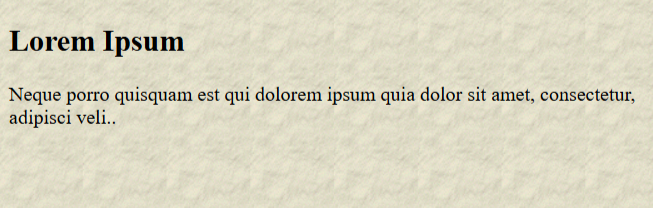 Lorem Ipsum
Neque porro quisquam est qui dolorem ipsum quia dolor sit amet, consectetur,
adipisci veli..